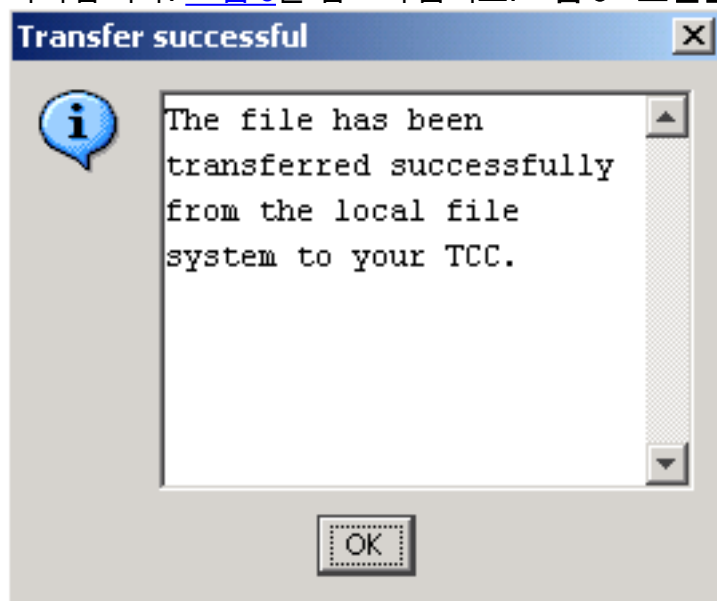 Transfer successful
The file has been
transferred successfully
from the local file
system to your TCC.
OK